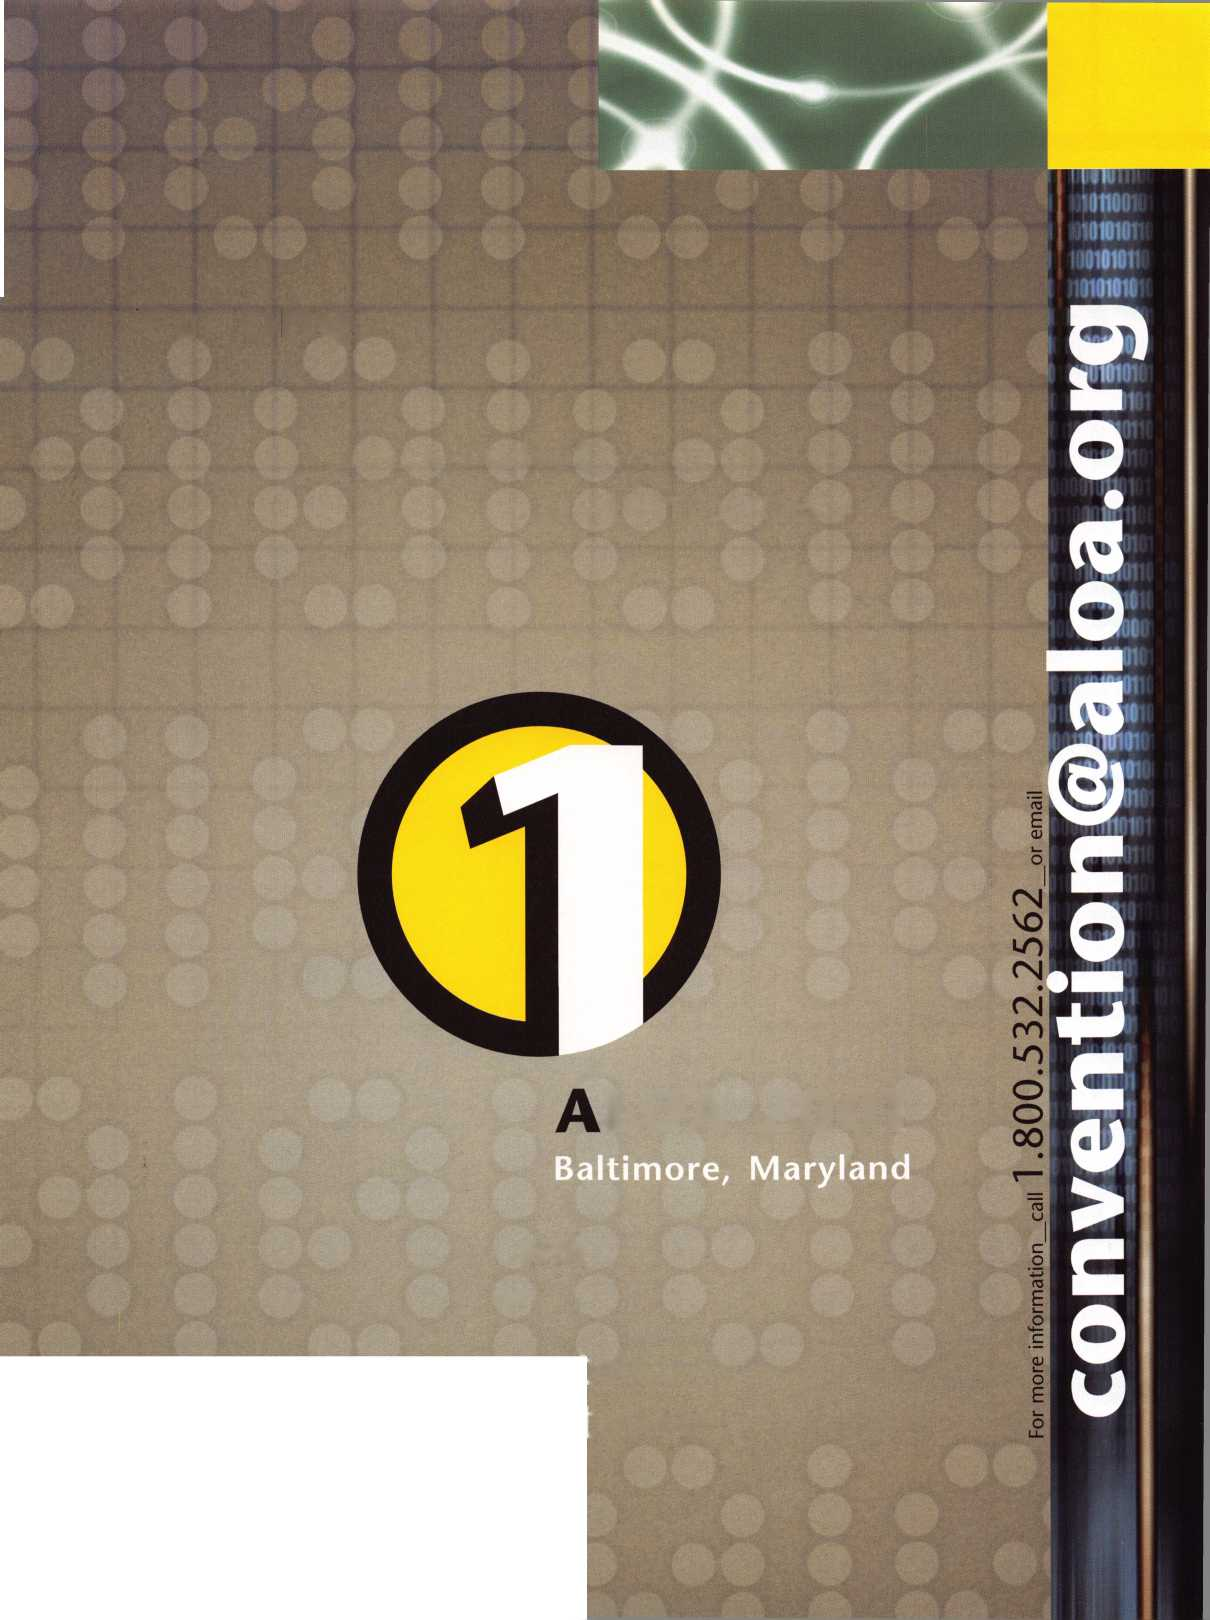 1
A
Baltimore, Maryland
For more information__call 1.800.532.2562__or email
convention@aloa.org